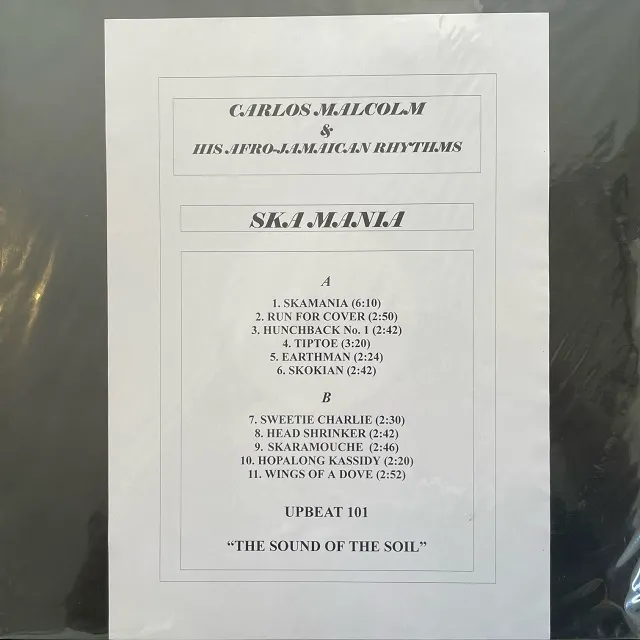 CARLOS MALCOLM
&
HIS AFRO-JAMAICAN RHYTHMS
SKA MANIA
A
1. SKAMANIA (6:10)
2. RUN FOR COVER (2:50)
3. HUNCHBACK No. 1 (2:42)
4. TIPTOE (3:20)
5. EARTHMAN (2:24)
6. SKOKIAN (2:42)
B
7. SWEETIE CHARLIE (2:30)
8. HEAD SHRINKER (2:42)
9. SKARAMOUCHE (2:46)
10. HOPALONG KASSIDY (2:20)
11. WINGS OF A DOVE (2:52)
UPBEAT 101
“THE SOUND OF THE SOIL”